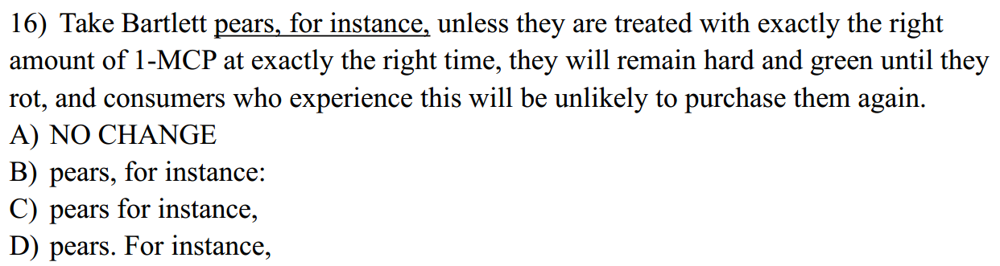 16) Take Bartlett pears, for instance, unless they are treated with exactly the right
amount of 1-MCP at exactly the right time, they will remain hard and green until they
rot, and consumers who experience this will be unlikely to purchase them again.
A) NO CHANGE
B) pears, for instance:
C) pears for instance,
D) pears. For instance,